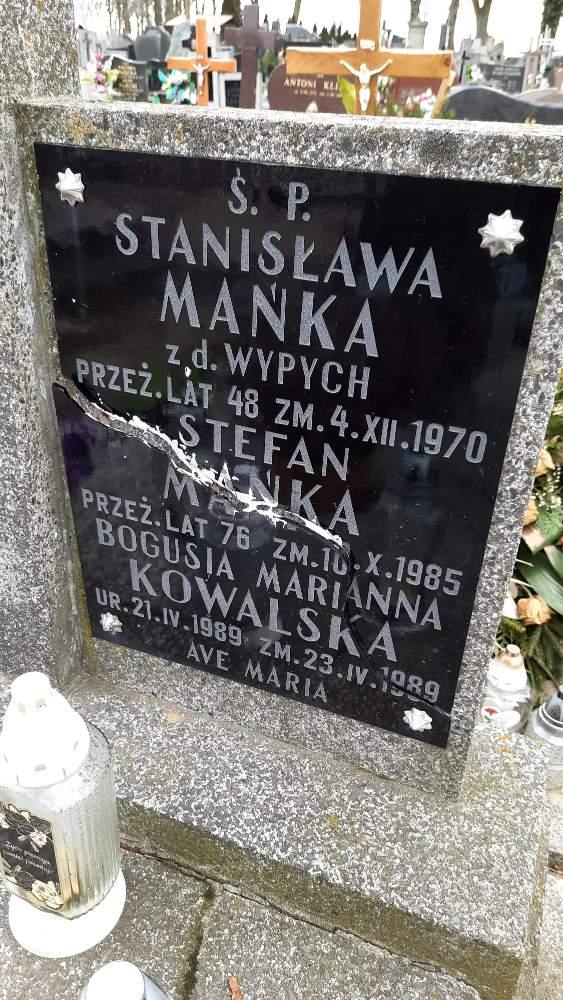 Ś. P.
STANISŁAWA
MAŃKA
z d. WYPYCH
PRZEŻ. LAT 48 ZM. 4.XII.1970
STEFAN
MAŃKA
PRZEŻ. LAT 76 ZM. 10.X.1985
BOGUSIA MARIANNA
KOWALSKA
UR. 21.IV.1989 ZM. 23.IV.1989
AVE MARIA
ANTONI